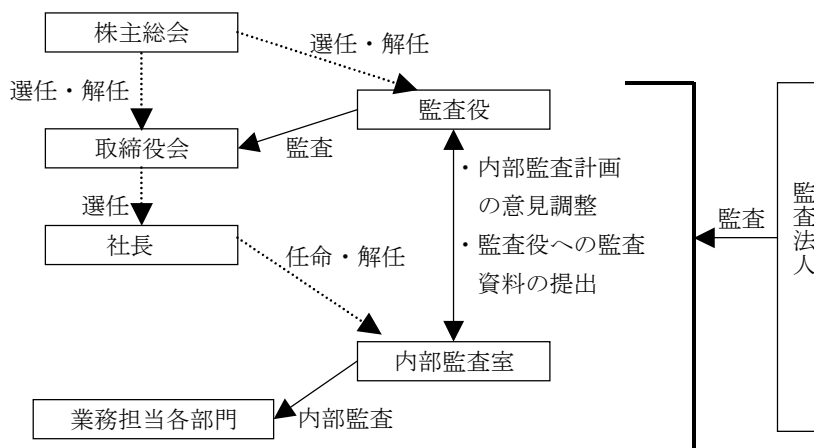 株主総会
選任・解任
選任・解任
監査役
取締役会
監査
・内部監査計画
の意見調整
・監査役への監査
資料の提出
選任
社長
任命・解任
監査
監査法人
内部監査室
業務担当各部門
内部監査